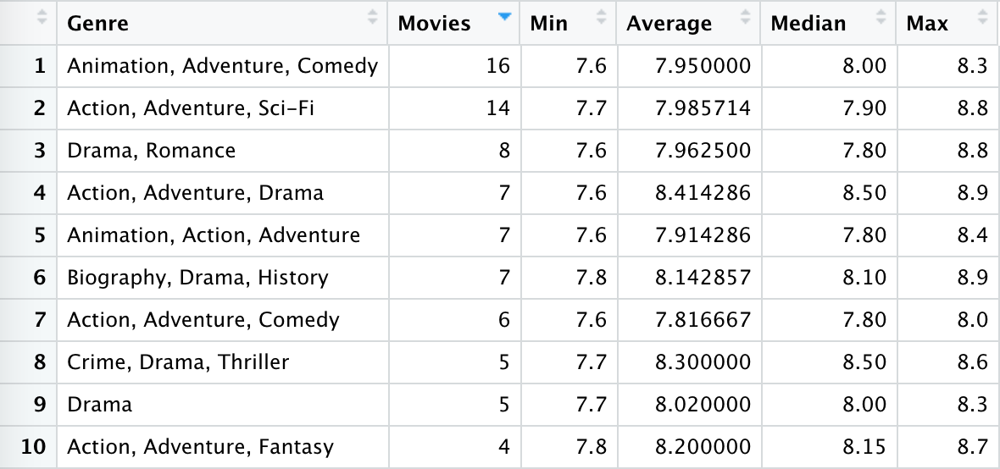 Genre Movies Min Average Median Max
1 Animation, Adventure, Comedy 16 7.6 7.950000 8.00 8.3
2 Action, Adventure, Sci-Fi 14 7.7 7.985714 7.90 8.8
3 Drama, Romance 8 7.6 7.962500 7.80 8.8
4 Action, Adventure, Drama 7 7.6 8.414286 8.50 8.9
5 Animation, Action, Adventure 7 7.6 7.914286 7.80 8.4
6 Biography, Drama, History 7 7.8 8.142857 8.10 8.9
7 Action, Adventure, Comedy 6 7.6 7.816667 7.80 8.0
8 Crime, Drama, Thriller 5 7.7 8.300000 8.50 8.6
9 Drama 5 7.7 8.020000 8.00 8.3
10 Action, Adventure, Fantasy 4 7.8 8.200000 8.15 8.7